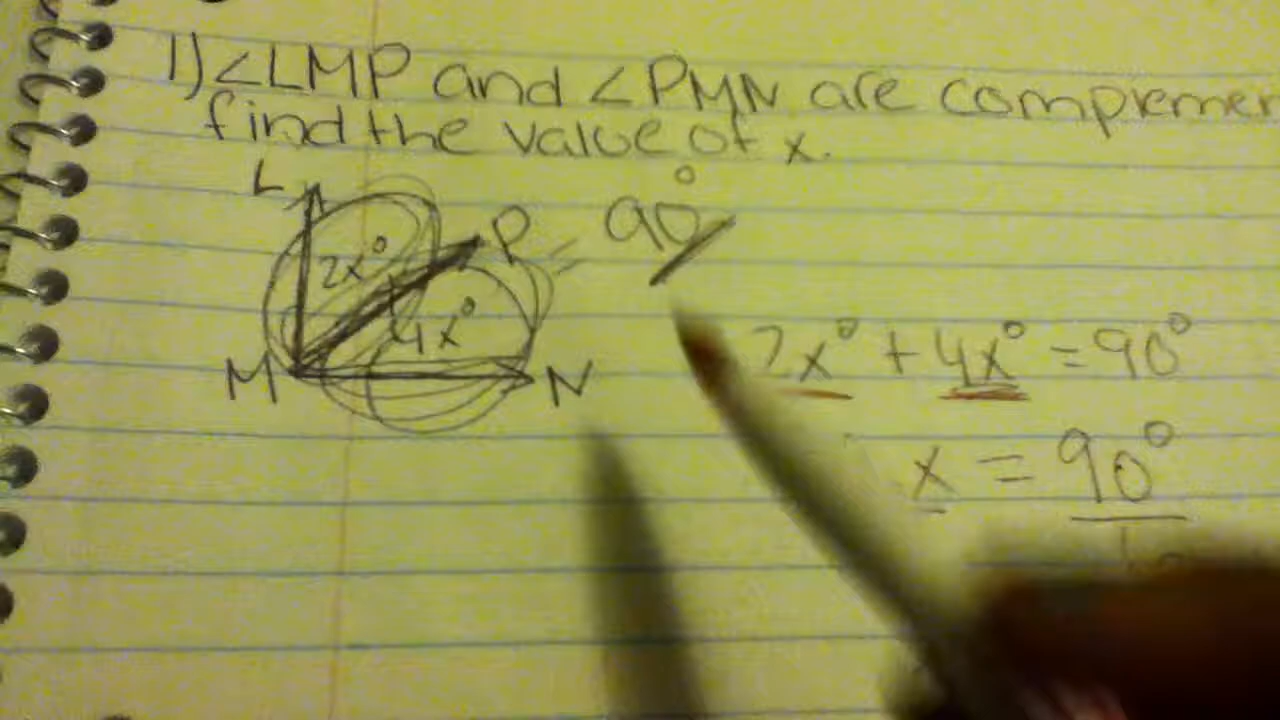 1) ∠LMP and ∠PMN are complemen
find the value of x.
L
P = 90°
2x°
4x°
M
N
2x° + 4x° = 90°
x = 90°